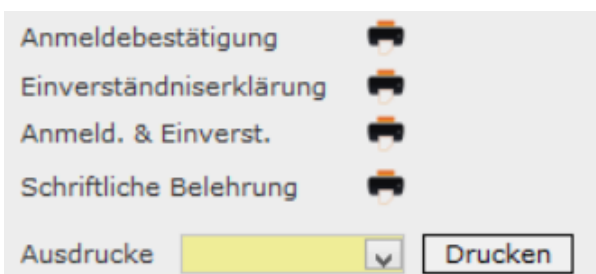 Anmeldebestätigung
Einverständniserklärung
Anmeld. & Einverst.
Schriftliche Belehrung
Ausdrucke Drucken